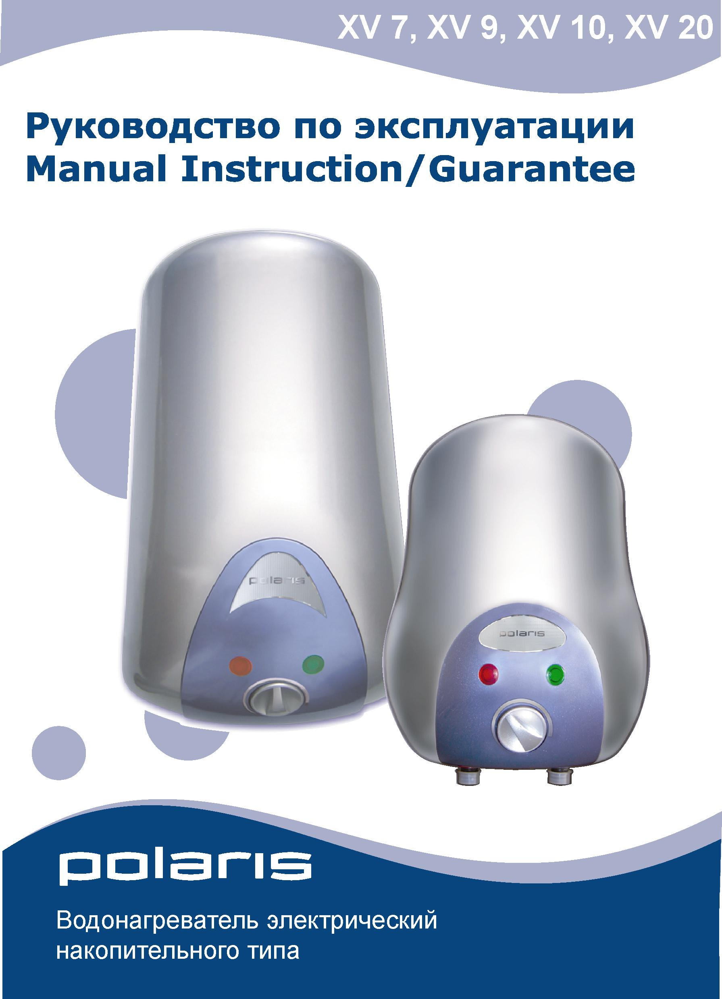 XV 7, XV 9, XV 10, XV 20
Руководство по эксплуатации
Manual Instruction/Guarantee
polaris
polaris
polaris
Водонагреватель электрический
накопительного типа